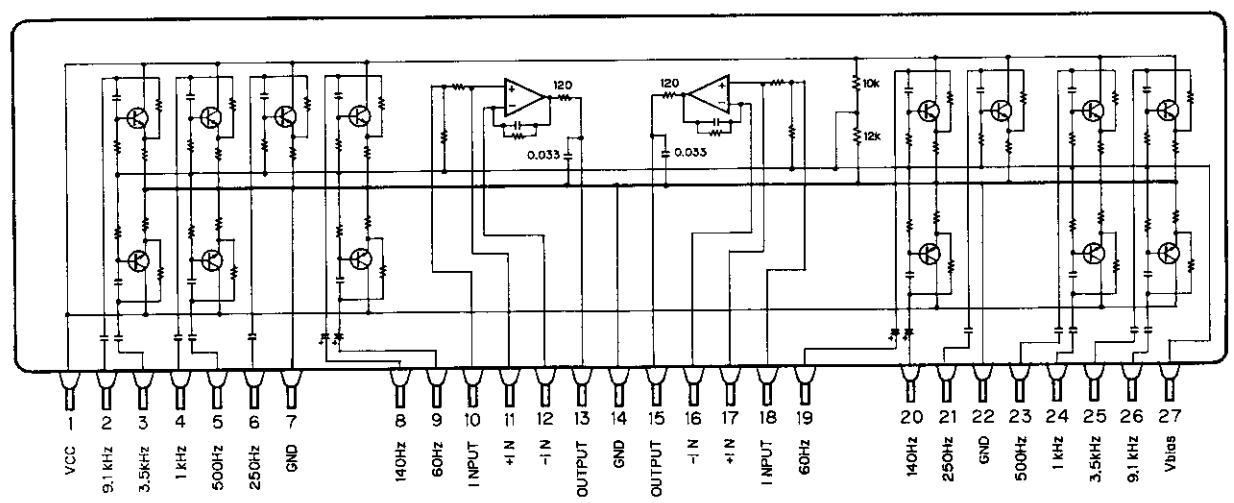 120
120
10k
12k
0.033
0.033
+
−
+
−
+
+
+
+
1 2 3 4 5 6 7 8 9 10 11 12 13 14 15 16 17 18 19 20 21 22 23 24 25 26 27
VCC
9.1 kHz
3.5kHz
1 kHz
500Hz
250Hz
GND
140Hz
60Hz
INPUT
+IN
-IN
OUTPUT
GND
OUTPUT
-IN
+IN
INPUT
60Hz
140Hz
250Hz
GND
500Hz
1 kHz
3.5kHz
9.1 kHz
Vbias